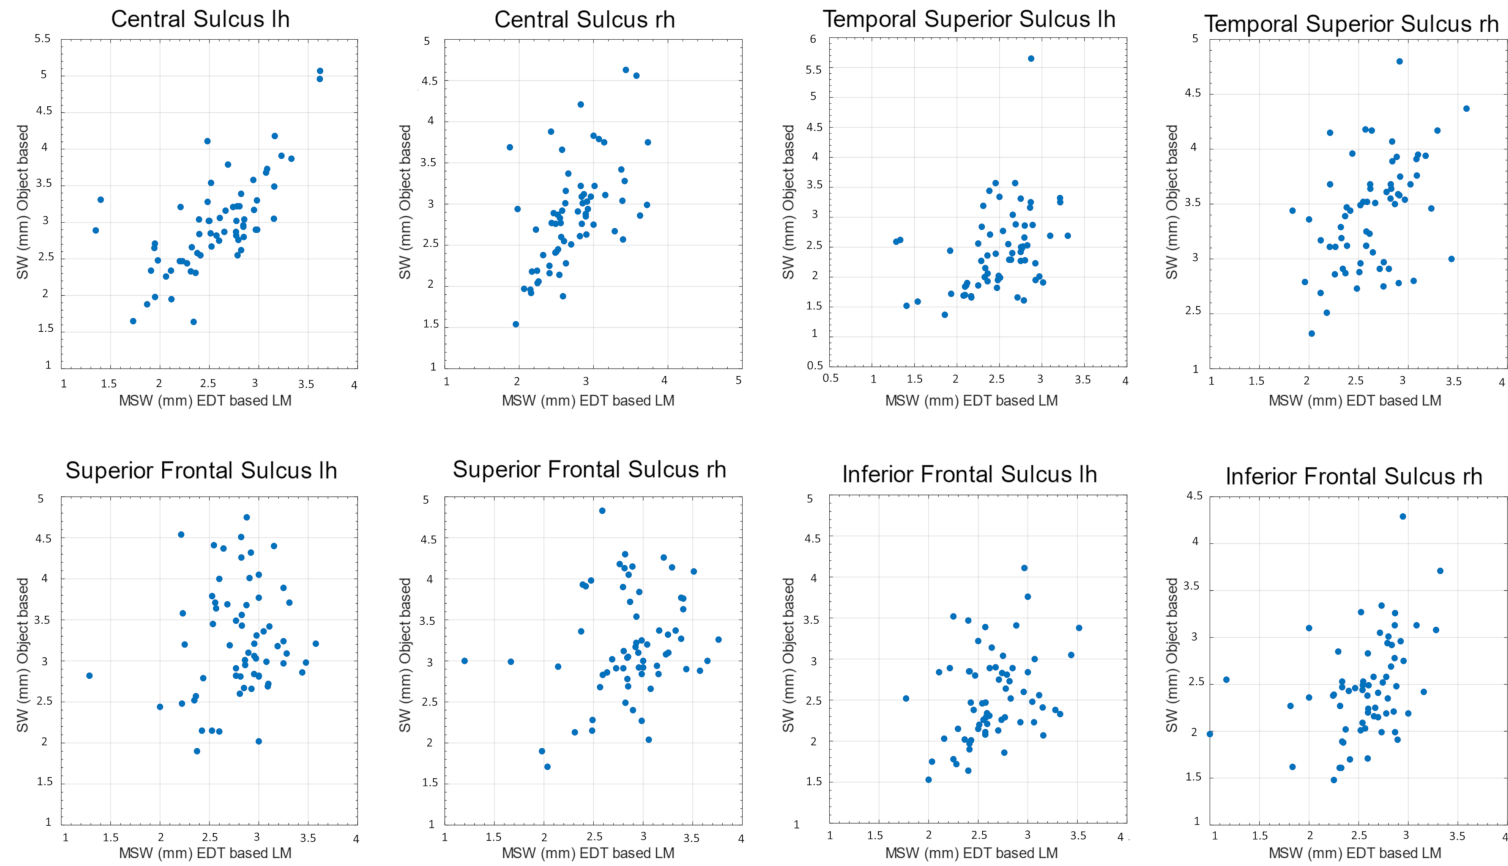 Central Sulcus lh
5.5
5
4.5
4
3.5
3
2.5
2
1.5
1
SW (mm) Object based
1 1.5 2 2.5 3 3.5 4
MSW (mm) EDT based LM
Central Sulcus rh
5
4
3.5
3
2.5
2
1.5
1
SW (mm) Object based
1 2 3 4 5
MSW (mm) EDT based LM
Temporal Superior Sulcus lh
6
5.5
5
4.5
4
3.5
3
2.5
2
1.5
1
0.5
SW (mm) Object based
0.5 1 1.5 2 2.5 3 3.5 4
MSW (mm) EDT based LM
Temporal Superior Sulcus rh
5
4.5
4
3.5
3
2.5
2
1.5
1
SW (mm) Object based
1 1.5 2 2.5 3 3.5 4
MSW (mm) EDT based LM
Superior Frontal Sulcus lh
5
4.5
4
3.5
3
2.5
2
1.5
1
SW (mm) Object based
1 1.5 2 2.5 3 3.5 4
MSW (mm) EDT based LM
Superior Frontal Sulcus rh
5
4.5
4
3.5
3
2.5
2
1.5
1
SW (mm) Object based
1 1.5 2 2.5 3 3.5 4
MSW (mm) EDT based LM
Inferior Frontal Sulcus lh
5
4.5
4
3.5
3
2.5
2
1.5
1
SW (mm) Object based
1 1.5 2 2.5 3 3.5 4
MSW (mm) EDT based LM
Inferior Frontal Sulcus rh
4.5
4
3.5
3
2.5
2
1.5
1
SW (mm) Object based
1 1.5 2 2.5 3 3.5 4
MSW (mm) EDT based LM